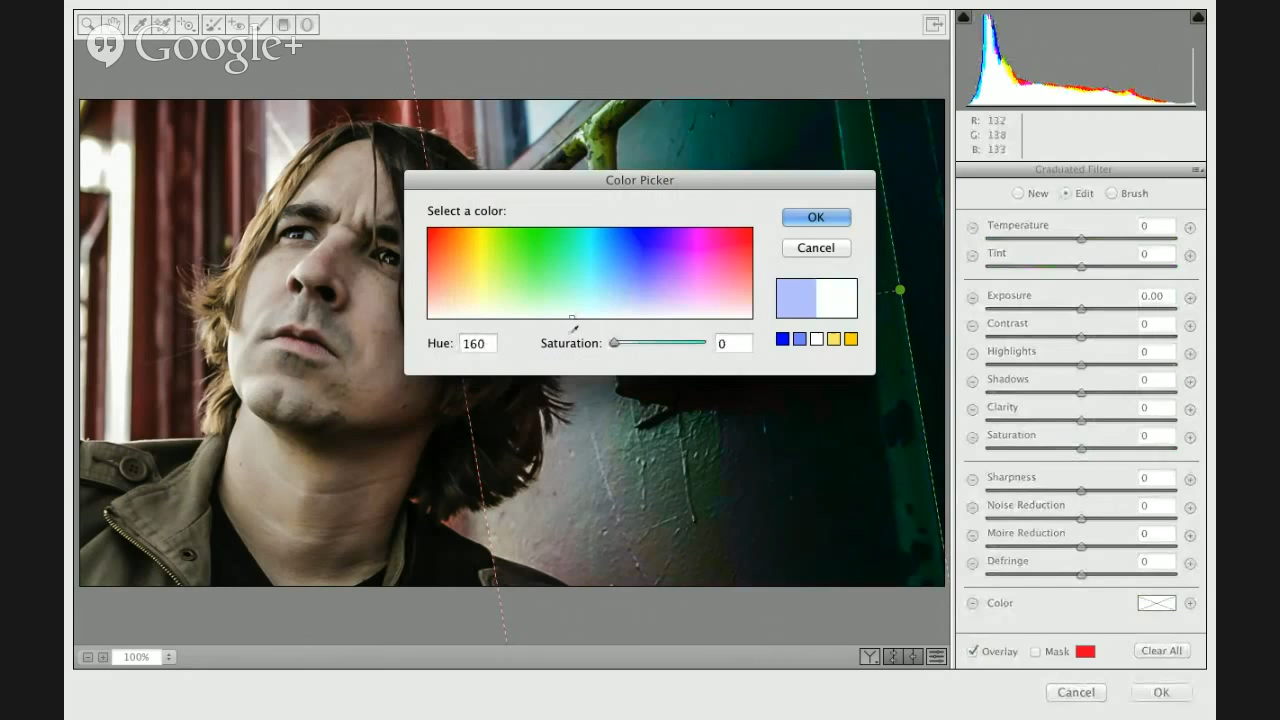 Google+
R: 132
G: 138
B: 133
Graduated Filter
New Edit Brush
Temperature 0
Tint 0
Exposure 0.00
Contrast 0
Highlights 0
Shadows 0
Clarity 0
Saturation 0
Sharpness 0
Noise Reduction 0
Moire Reduction 0
Defringe 0
Color
Overlay Mask Clear All
Cancel OK
Color Picker
Select a color:
OK
Cancel
Hue: 160 Saturation: 0
100%